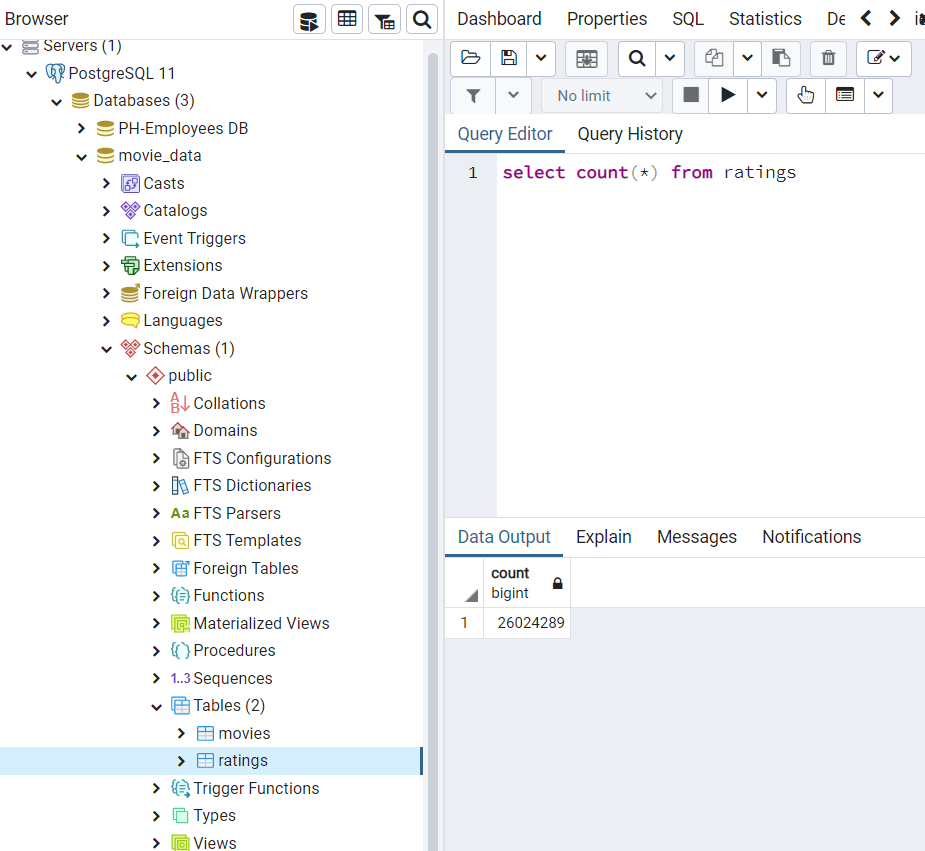 Browser
Servers (1)
PostgreSQL 11
Databases (3)
PH-Employees DB
movie_data
Casts
Catalogs
Event Triggers
Extensions
Foreign Data Wrappers
Languages
Schemas (1)
public
Collations
Domains
FTS Configurations
FTS Dictionaries
Aa FTS Parsers
FTS Templates
Foreign Tables
Functions
Materialized Views
Procedures
1..3 Sequences
Tables (2)
movies
ratings
Trigger Functions
Types
Views
Dashboard Properties SQL Statistics De
No limit
Query Editor Query History
1 select count(*) from ratings
Data Output Explain Messages Notifications
count
bigint
1 26024289